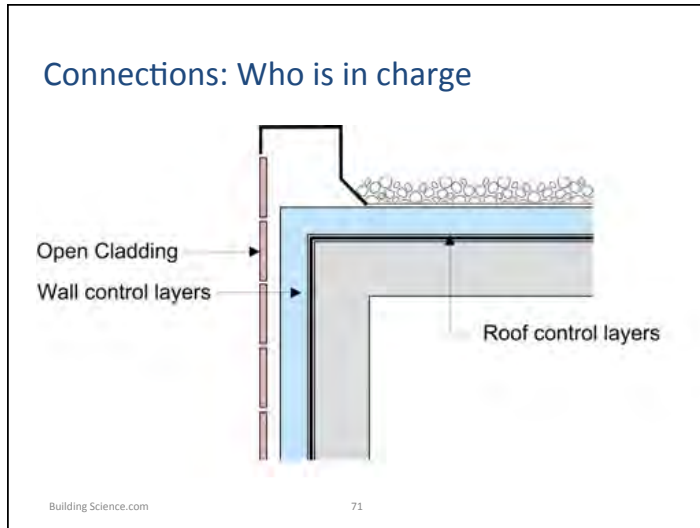 Connections: Who is in charge
Open Cladding
Wall control layers
Roof control layers
Building Science.com
71